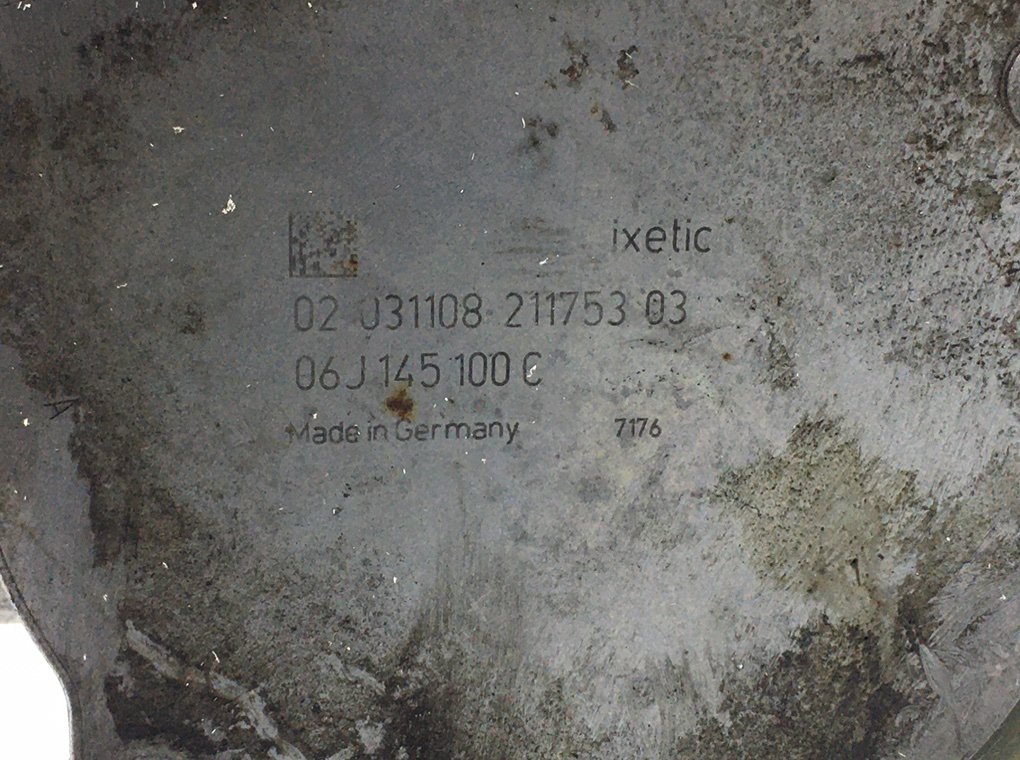 ixetic
02 031108 211753 03
06J 145 100 C
Made in Germany 7176
A